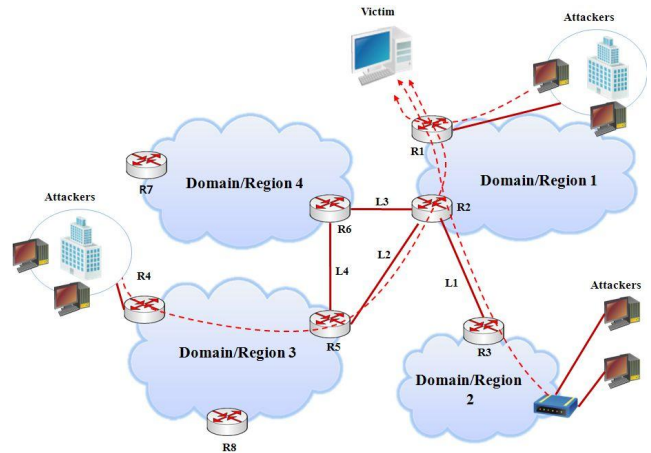 Victim
Attackers
R1
Domain/Region 1
R7
Domain/Region 4
L3
R2
R6
Attackers
L4
L2
L1
R4
Attackers
R5
R3
Domain/Region 3
Domain/Region
2
R8